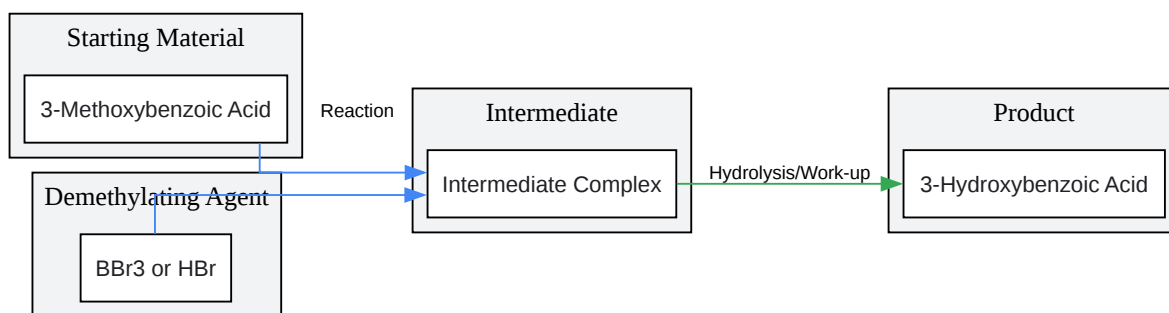 Starting Material
3-Methoxybenzoic Acid
Demethylating Agent
BBr3 or HBr
Reaction
Intermediate
Intermediate Complex
Hydrolysis/Work-up
Product
3-Hydroxybenzoic Acid